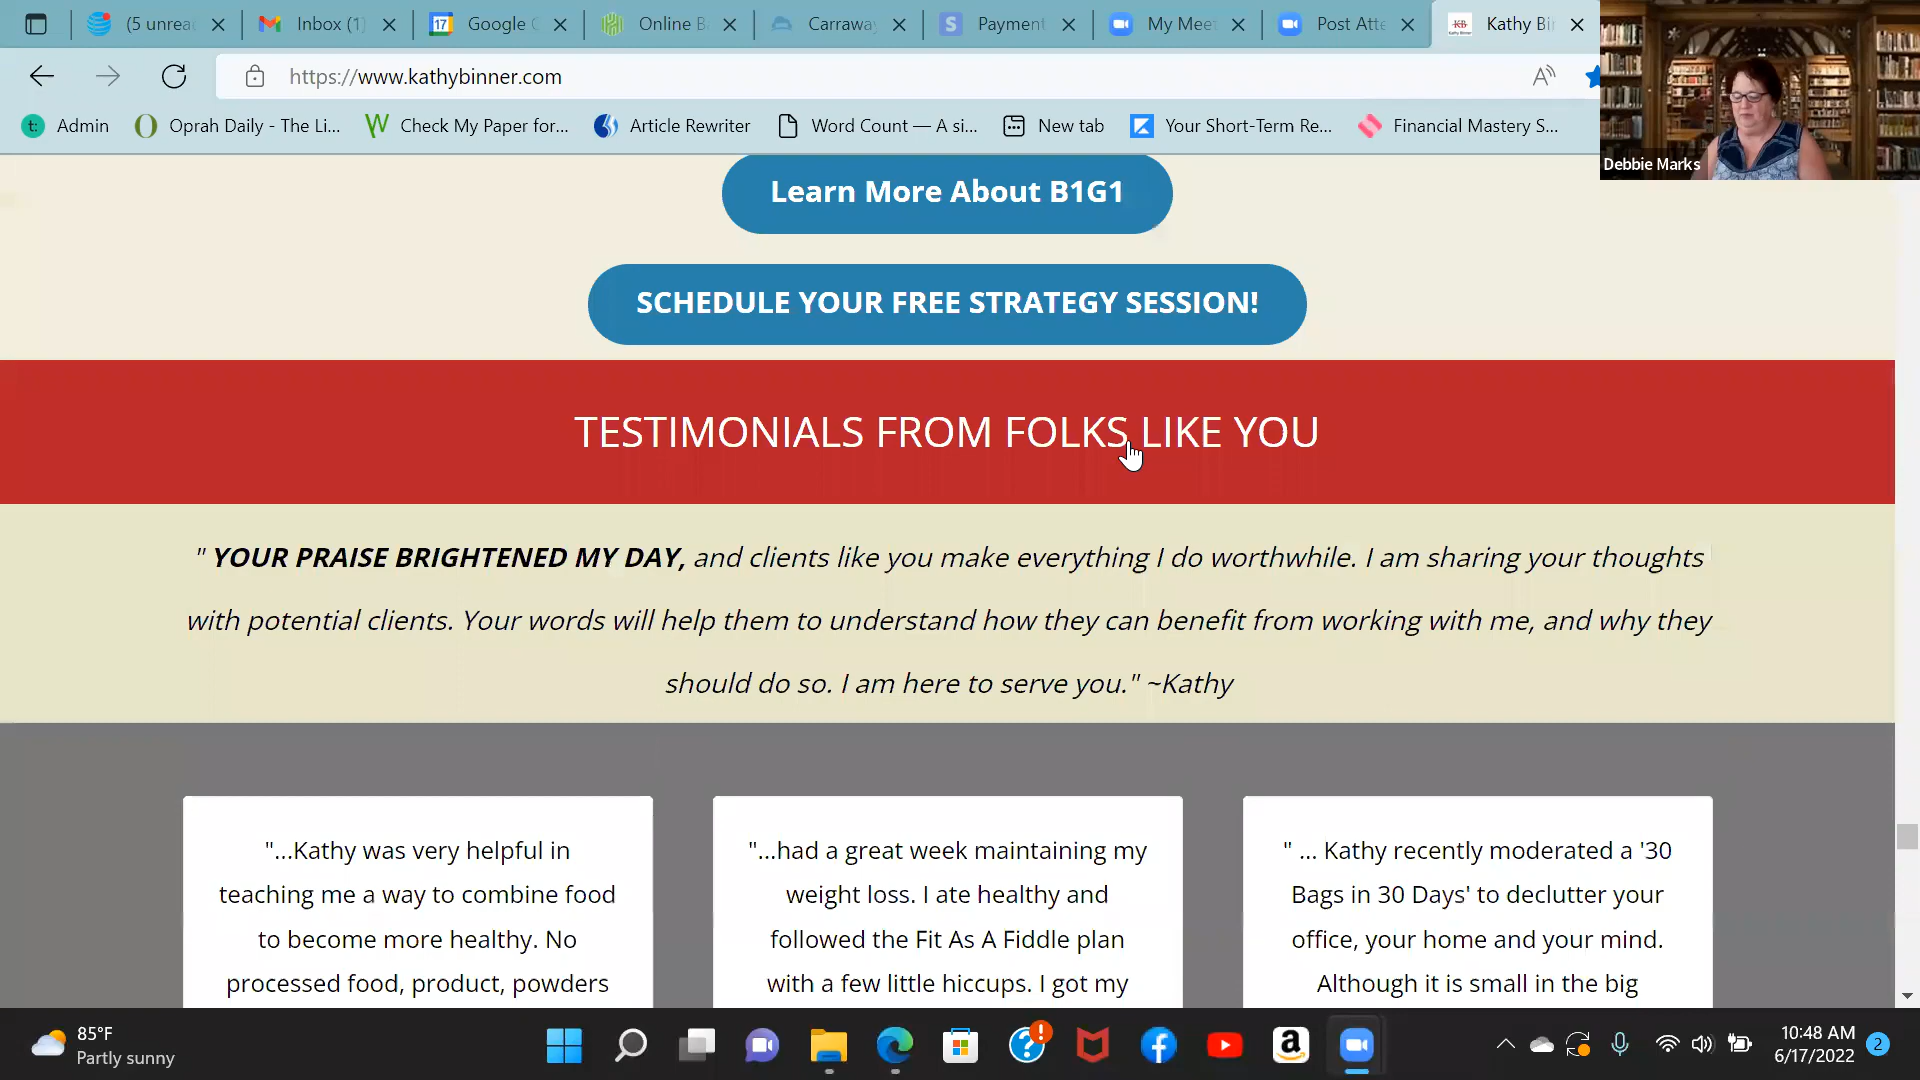 (5 unrea
Inbox (1)
Google C
Online B
Carraway
Payment
My Meet
Post Atte
Kathy Bi
https://www.kathybinner.com
Admin
Oprah Daily - The Li...
Check My Paper for...
Article Rewriter
Word Count — A si...
New tab
Your Short-Term Re...
Financial Mastery S...
Debbie Marks
Learn More About B1G1
SCHEDULE YOUR FREE STRATEGY SESSION!
TESTIMONIALS FROM FOLKS LIKE YOU
" YOUR PRAISE BRIGHTENED MY DAY, and clients like you make everything I do worthwhile. I am sharing your thoughts
with potential clients. Your words will help them to understand how they can benefit from working with me, and why they
should do so. I am here to serve you." ~Kathy
"...Kathy was very helpful in
teaching me a way to combine food
to become more healthy. No
processed food, product, powders
"...had a great week maintaining my
weight loss. I ate healthy and
followed the Fit As A Fiddle plan
with a few little hiccups. I got my
" ... Kathy recently moderated a '30
Bags in 30 Days' to declutter your
office, your home and your mind.
Although it is small in the big
85°F
Partly sunny
10:48 AM
6/17/2022
2